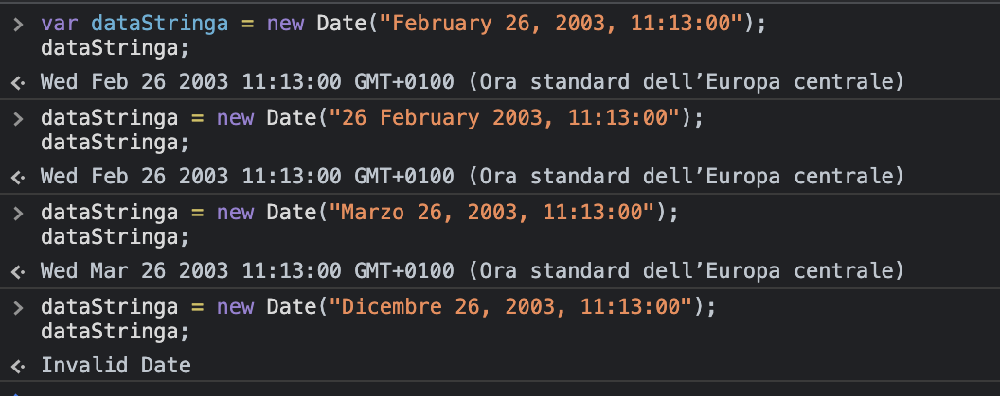 > var dataStringa = new Date("February 26, 2003, 11:13:00");
dataStringa;
<· Wed Feb 26 2003 11:13:00 GMT+0100 (Ora standard dell’Europa centrale)
> dataStringa = new Date("26 February 2003, 11:13:00");
dataStringa;
<· Wed Feb 26 2003 11:13:00 GMT+0100 (Ora standard dell’Europa centrale)
> dataStringa = new Date("Marzo 26, 2003, 11:13:00");
dataStringa;
<· Wed Mar 26 2003 11:13:00 GMT+0100 (Ora standard dell’Europa centrale)
> dataStringa = new Date("Dicembre 26, 2003, 11:13:00");
dataStringa;
<· Invalid Date